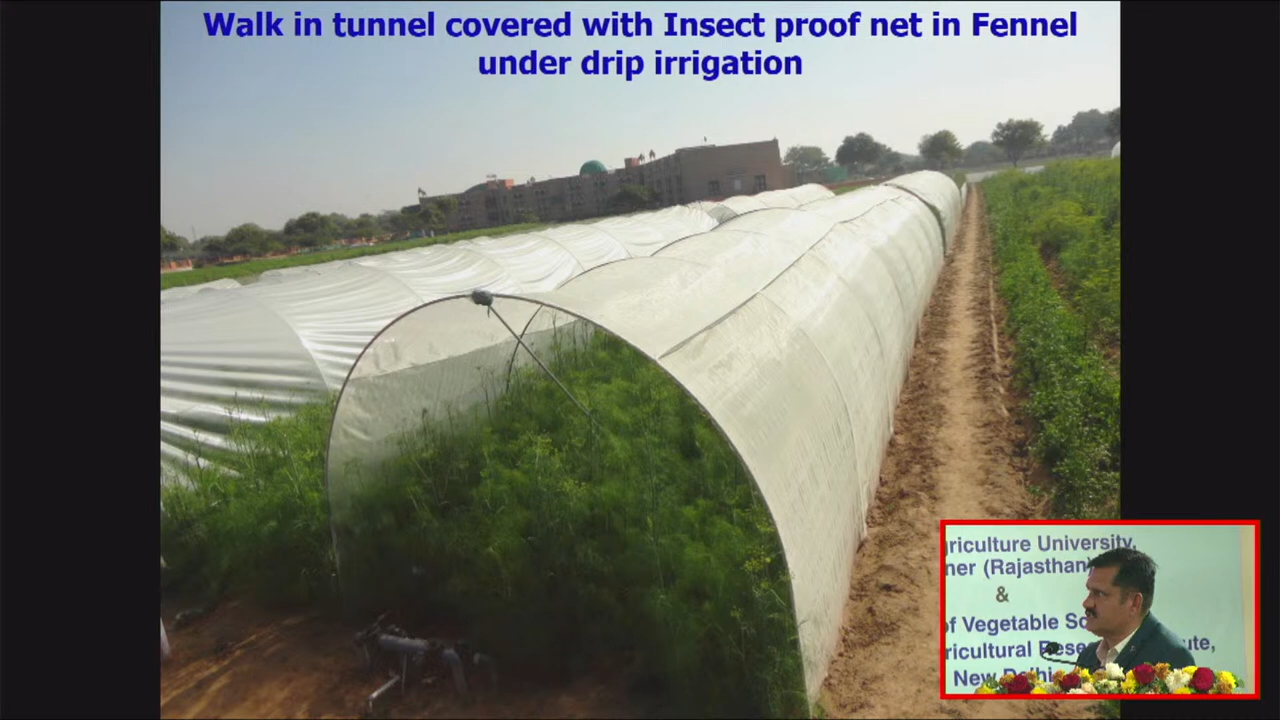 Walk in tunnel covered with Insect proof net in Fennel
under drip irrigation
griculture University,
ner (Rajasthan)
&
of Vegetable Sc
ricultural Rese ute,
New Delhi